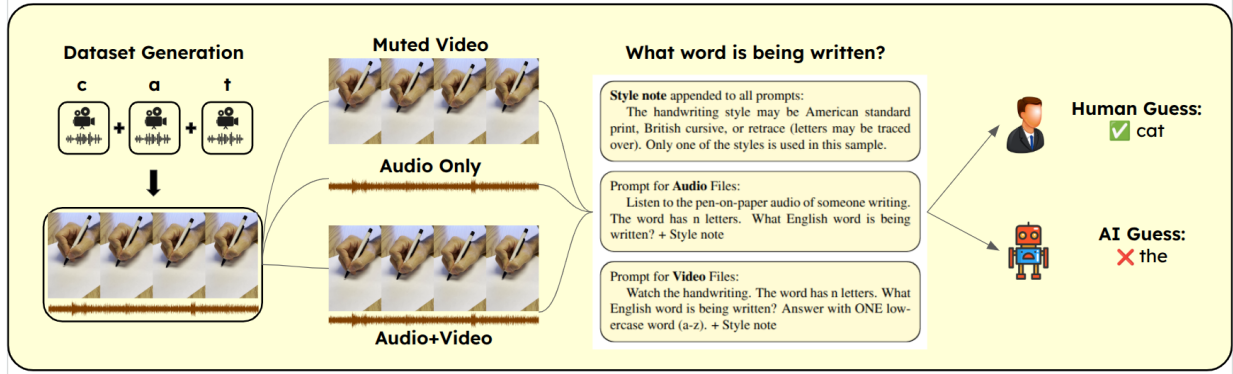 Dataset Generation
c a t
+ +
Muted Video
Audio Only
Audio+Video
What word is being written?
Style note appended to all prompts:
The handwriting style may be American standard
print, British cursive, or retrace (letters may be traced
over). Only one of the styles is used in this sample.
Prompt for Audio Files:
Listen to the pen-on-paper audio of someone writing.
The word has n letters. What English word is being
written? + Style note
Prompt for Video Files:
Watch the handwriting. The word has n letters. What
English word is being written? Answer with ONE low-
ercase word (a-z). + Style note
Human Guess:
✅ cat
AI Guess:
❌ the